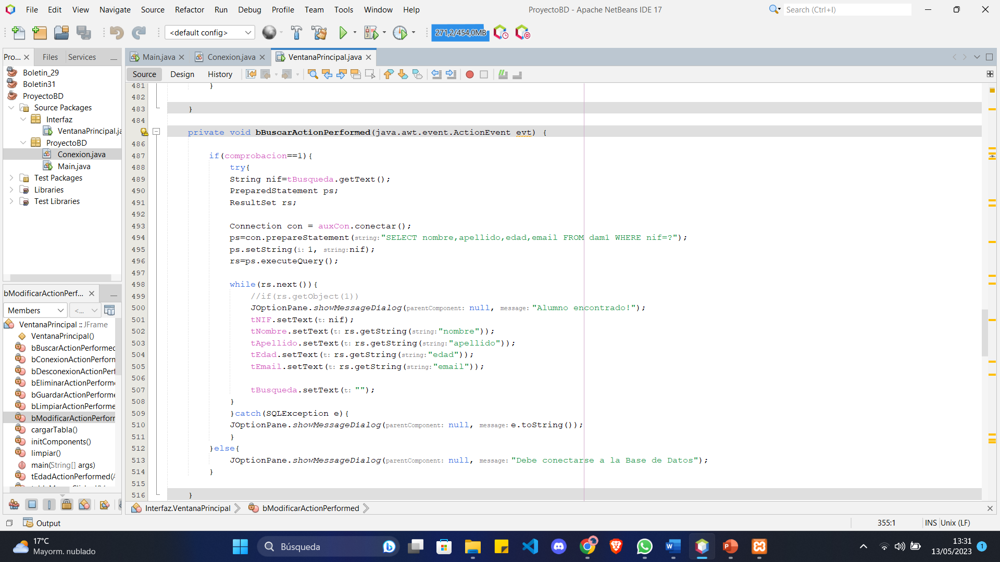 File Edit View Navigate Source Refactor Run Debug Profile Team Tools Window Help ProyectoBD - Apache NetBeans IDE 17 Search (Ctrl+I)
<default config> 271,2/454,0MB
Pro... Files Services Main.java Conexion.java VentanaPrincipal.java
Source Design History
Boletin_29
Boletin31
ProyectoBD
Source Packages
Interfaz
VentanaPrincipal.ja
ProyectoBD
Conexion.java
Main.java
Test Packages
Libraries
Test Libraries
bModificarActionPerf...
Members <...
VentanaPrincipal :: JFrame
VentanaPrincipal()
bBuscarActionPerformed
bConexionActionPerform
bDesconexionActionPerf
bEliminarActionPerform
bGuardarActionPerforme
bLimpiarActionPerforme
bModificarActionPerfor
cargarTabla()
initComponents()
limpiar()
main(String[] args)
tEdadActionPerformed(A
481 }
482
483 }
484
private void bBuscarActionPerformed(java.awt.event.ActionEvent evt) {
486
487 if(comprobacion==1){
488 try{
489 String nif=tBusqueda.getText();
490 PreparedStatement ps;
491 ResultSet rs;
492
493 Connection con = auxCon.conectar();
494 ps=con.prepareStatement(string: "SELECT nombre,apellido,edad,email FROM dam1 WHERE nif=?");
495 ps.setString(i: 1, string: nif);
496 rs=ps.executeQuery();
497
498 while(rs.next()){
499 //if(rs.getObject(1))
500 JOptionPane.showMessageDialog(parentComponent: null, message: "Alumno encontrado!");
501 tNIF.setText(t: nif);
502 tNombre.setText(t: rs.getString(string: "nombre"));
503 tApellido.setText(t: rs.getString(string: "apellido"));
504 tEdad.setText(t: rs.getString(string: "edad"));
505 tEmail.setText(t: rs.getString(string: "email"));
506
507 tBusqueda.setText(t: "");
508 }
509 }catch(SQLException e){
510 JOptionPane.showMessageDialog(parentComponent: null, message: e.toString());
511 }
512 }else{
513 JOptionPane.showMessageDialog(parentComponent: null, message: "Debe conectarse a la Base de Datos");
514 }
515
516 }
Interfaz.VentanaPrincipal bModificarActionPerformed
Output 355:1 INS Unix (LF)
17°C
Mayorm. nublado
Búsqueda
13:31
13/05/2023 1